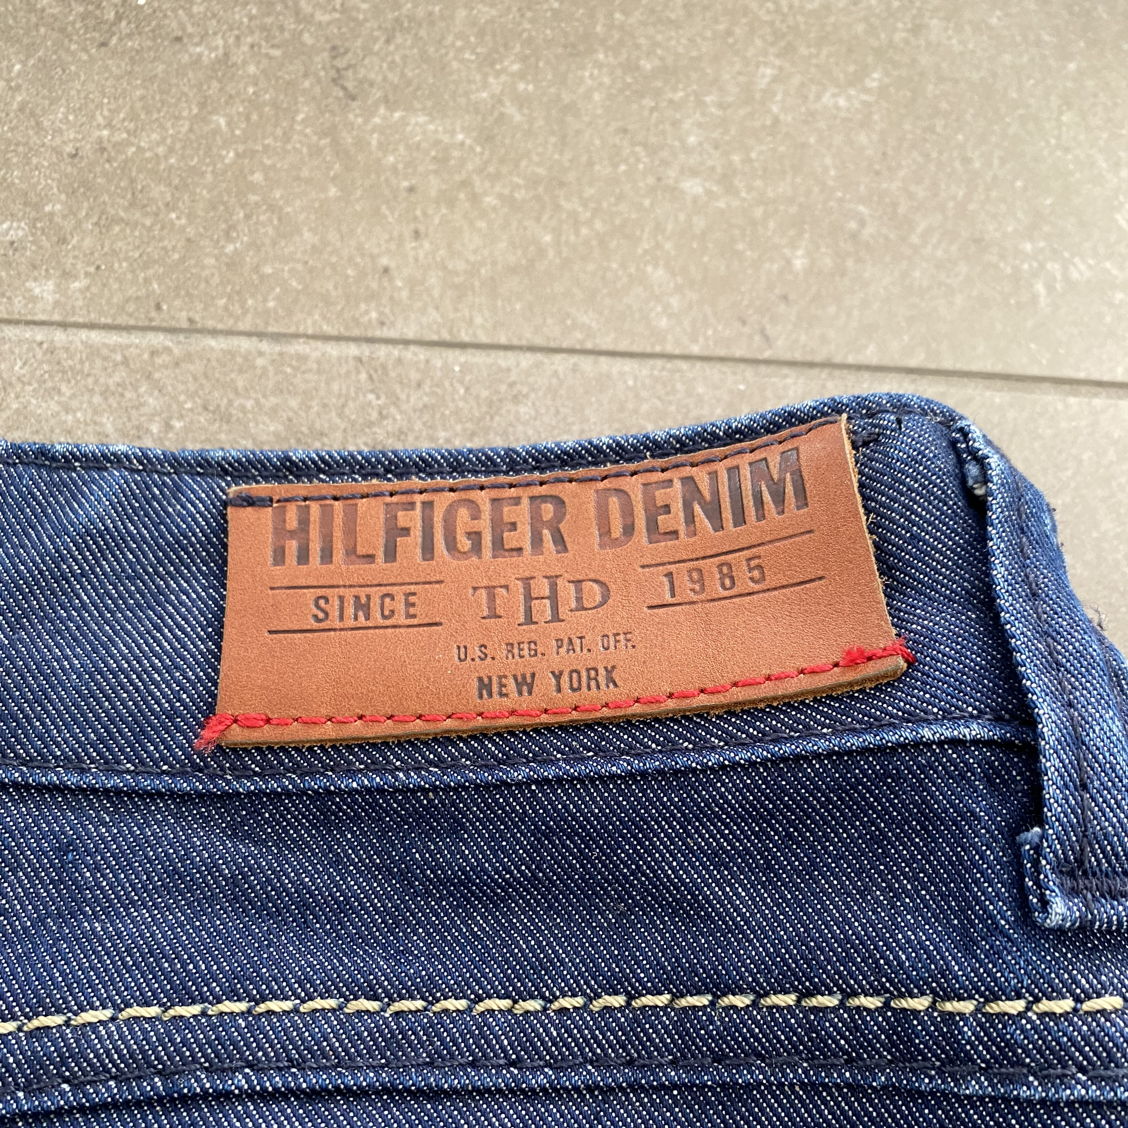 HILFIGER DENIM
SINCE THD 1985
U.S. REG. PAT. OFF.
NEW YORK